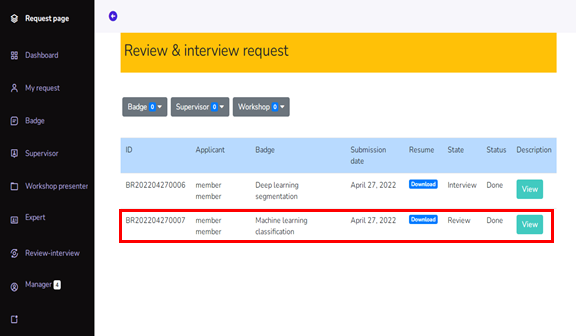 Request page
Dashboard
My request
Badge
Supervisor
Workshop presenter
Expert
Review-interview
Manager 4
Review & interview request
Badge 0 Supervisor 0 Workshop 0
ID Applicant Badge Submission date Resume State Status Description
BR202204270006 member member Deep learning segmentation April 27, 2022 Download Interview Done View
BR202204270007 member member Machine learning classification April 27, 2022 Download Review Done View